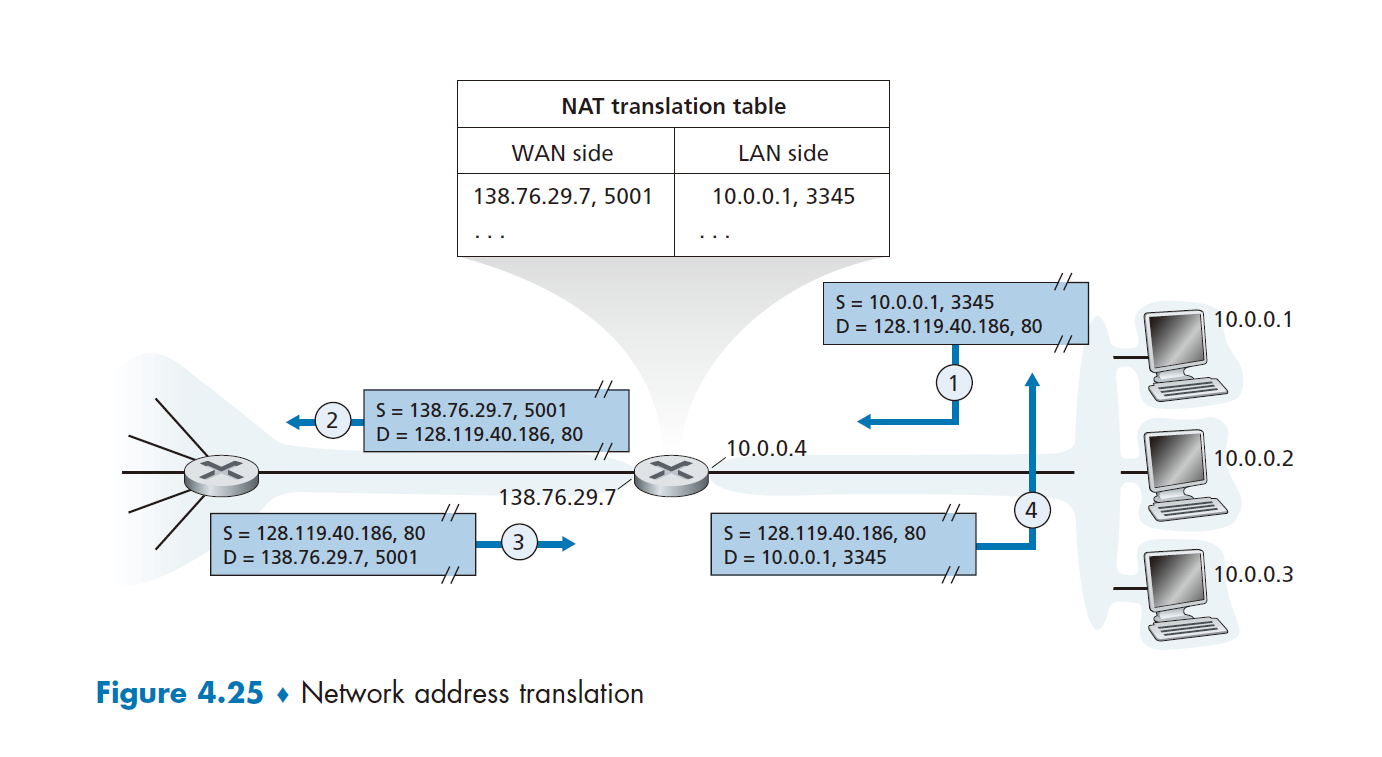 NAT translation table
WAN side
LAN side
138.76.29.7, 5001
10.0.0.1, 3345
. . .
. . .
S = 10.0.0.1, 3345
D = 128.119.40.186, 80
10.0.0.1
1
2
S = 138.76.29.7, 5001
D = 128.119.40.186, 80
10.0.0.4
10.0.0.2
138.76.29.7
4
S = 128.119.40.186, 80
D = 138.76.29.7, 5001
3
S = 128.119.40.186, 80
D = 10.0.0.1, 3345
10.0.0.3
Figure 4.25 ♦ Network address translation